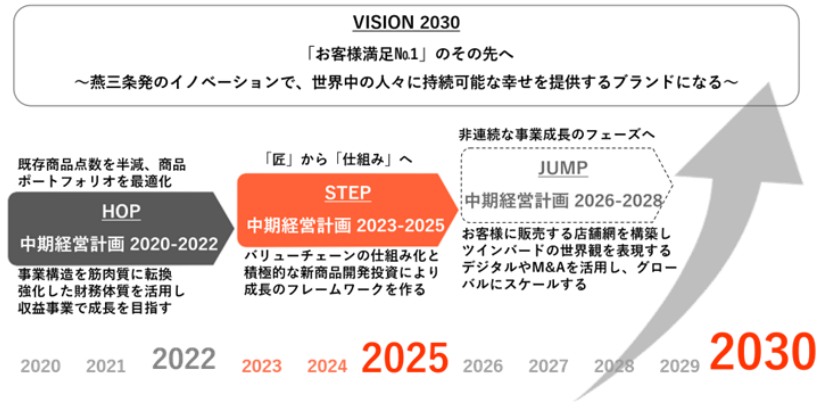 VISION 2030
「お客様満足№1」のその先へ
～燕三条発のイノベーションで、世界中の人々に持続可能な幸せを提供するブランドになる～
既存商品点数を半減、商品
ポートフォリオを最適化
HOP
中期経営計画 2020-2022
事業構造を筋肉質に転換
強化した財務体質を活用し
収益事業で成長を目指す
「匠」から「仕組み」へ
STEP
中期経営計画 2023-2025
バリューチェーンの仕組み化と
積極的な新商品開発投資により
成長のフレームワークを作る
非連続な事業成長のフェーズへ
JUMP
中期経営計画 2026-2028
お客様に販売する店舗網を構築し
ツインバードの世界観を表現する
デジタルやM&Aを活用し、グロー
バルにスケールする
2020 2021 2022 2023 2024 2025 2026 2027 2028 2029 2030